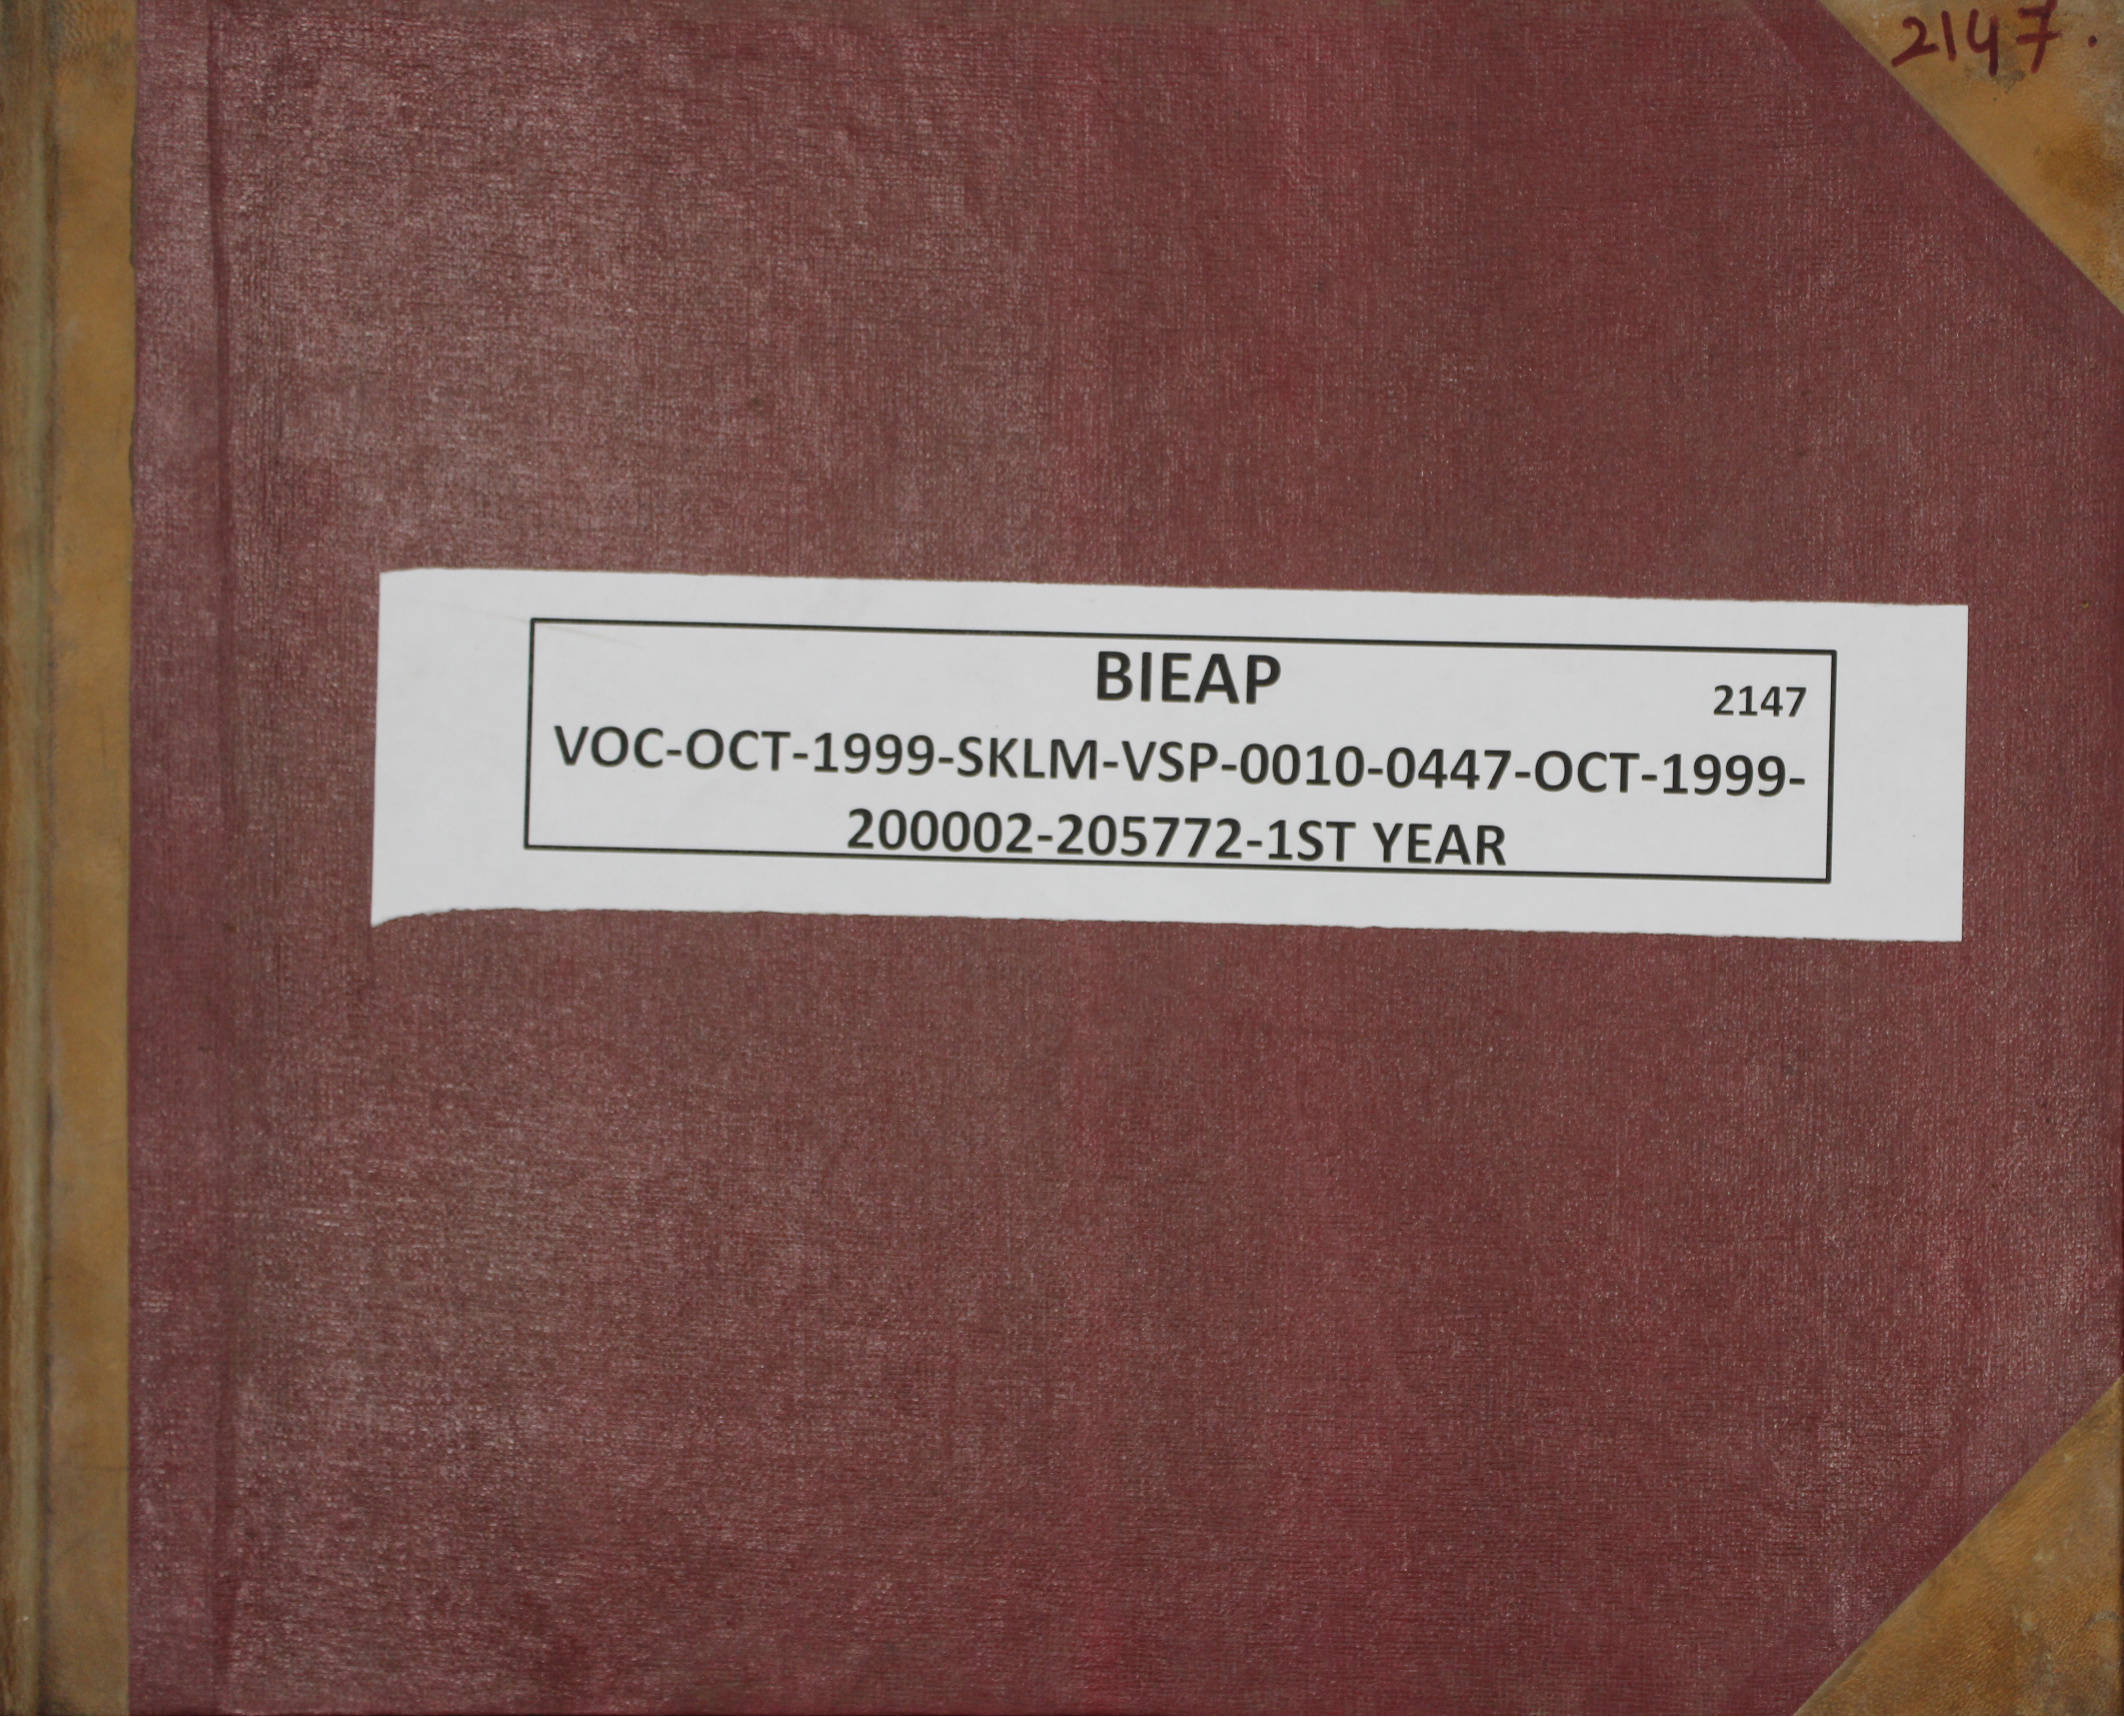 2147.
BIEAP
2147
VOC-OCT-1999-SKLM-VSP-0010-0447-OCT-1999-
200002-205772-1ST YEAR